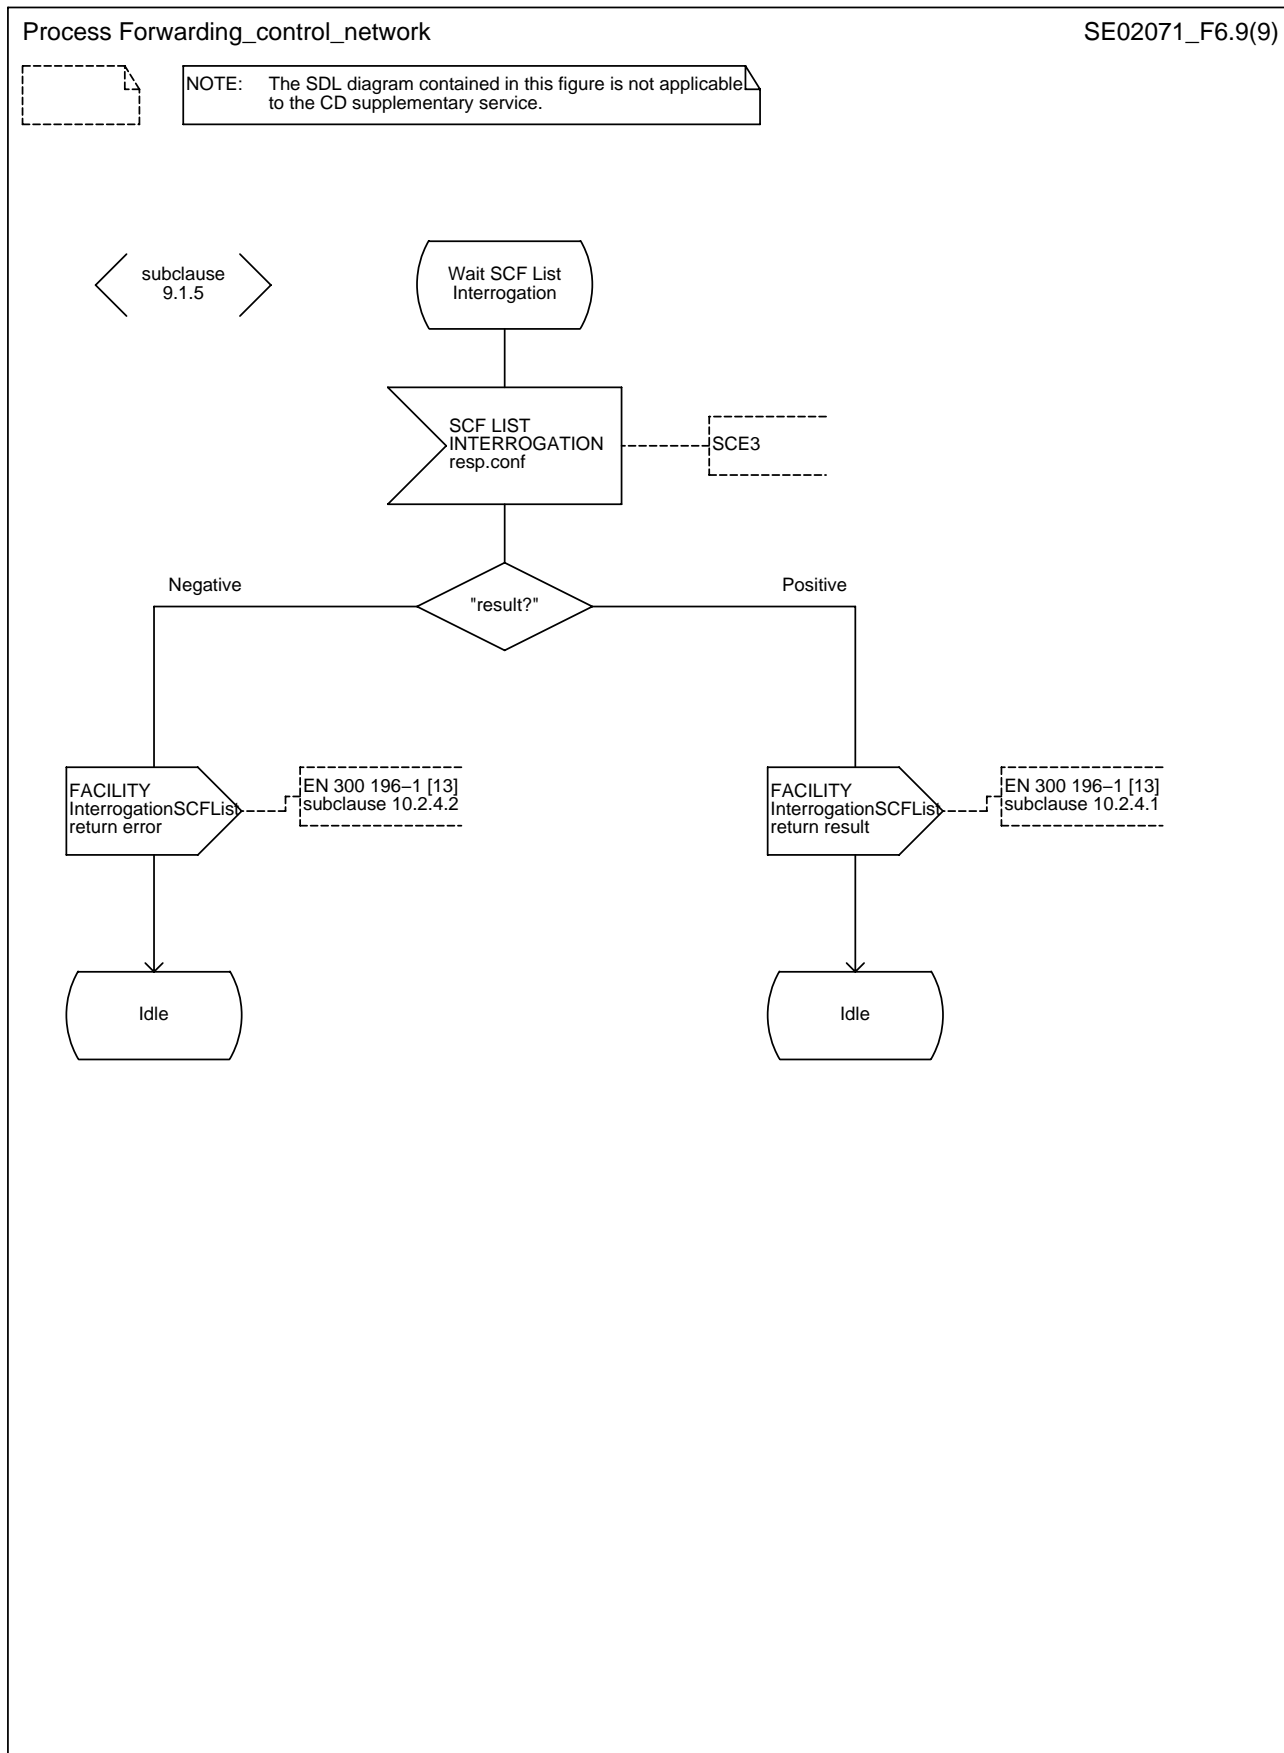 Process Forwarding_control_network
SE02071_F6.9(9)
NOTE: The SDL diagram contained in this figure is not applicable
to the CD supplementary service.
subclause
9.1.5
Wait SCF List
Interrogation
SCF LIST
INTERROGATION
resp.conf
SCE3
Negative
"result?"
Positive
FACILITY
InterrogationSCFList
return error
EN 300 196–1 [13]
subclause 10.2.4.2
FACILITY
InterrogationSCFList
return result
EN 300 196–1 [13]
subclause 10.2.4.1
Idle
Idle